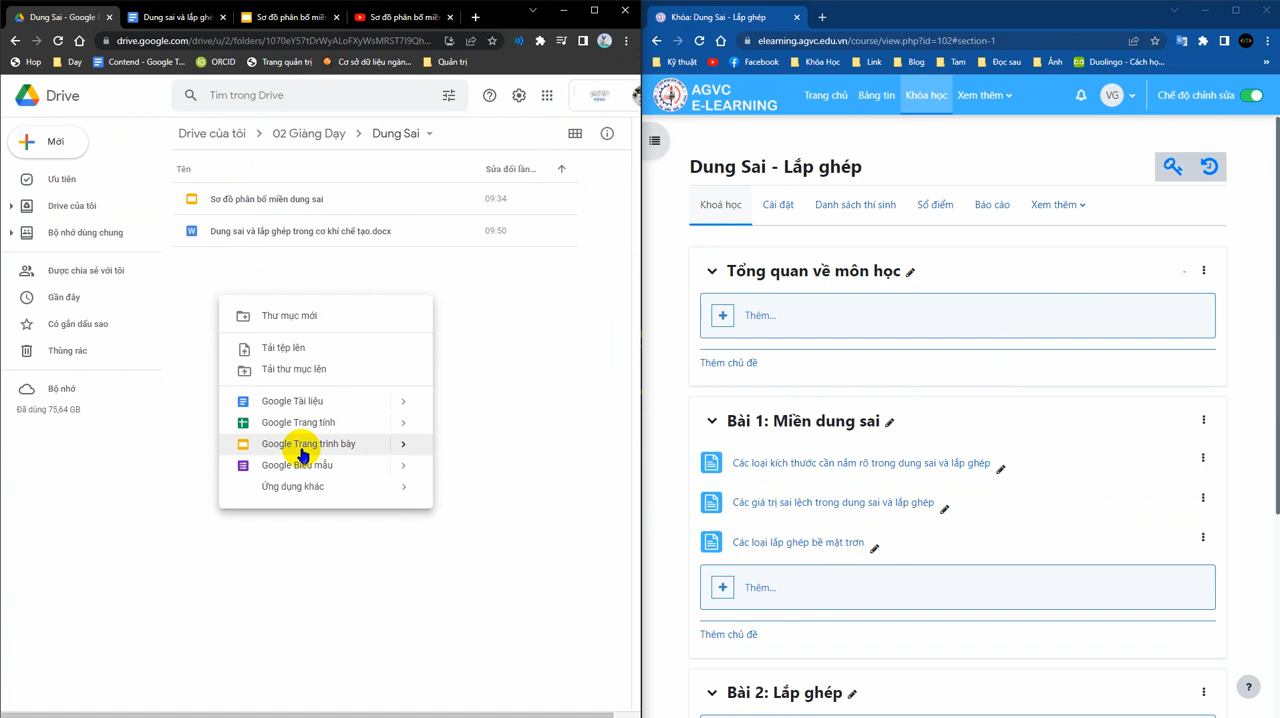 Dung Sai - Google
Dung sai và lắp ghé
Sơ đồ phân bố miề
Sơ đồ phân bố miề
drive.google.com/drive/u/2/folders/1070eY57tDrWyALoFXyWsMRST7l9Qh...
Hop
Day
Contend - Google T...
ORCID
Trang quản trị
Cơ sở dữ liệu ngàn...
Quản trị
Drive
Tìm trong Drive
Mới
Drive của tôi
02 Giàng Dạy
Dung Sai
Tên
Sửa đổi lần...
Sơ đồ phân bố miền dung sai
09:34
Dung sai và lắp ghép trong cơ khí chế tạo.docx
09:50
Ưu tiên
Drive của tôi
Bộ nhớ dùng chung
Được chia sẻ với tôi
Gần đây
Có gắn dấu sao
Thùng rác
Bộ nhớ
Đã dùng 75,64 GB
Thư mục mới
Tải tệp lên
Tải thư mục lên
Google Tài liệu
Google Trang tính
Google Trang trình bày
Google Biểu mẫu
Ứng dụng khác
Khóa: Dung Sai - Lắp ghép
elearning.agvc.edu.vn/course/view.php?id=102#section-1
Kỹ thuật
Facebook
Khóa Học
Link
Blog
Tam
Đọc sau
Ảnh
Duolingo - Cách họ...
»
AGVC
E-LEARNING
Trang chủ
Bảng tin
Khóa học
Xem thêm
VG
Chế độ chỉnh sửa
Dung Sai - Lắp ghép
Khoá học
Cài đặt
Danh sách thí sinh
Sổ điểm
Báo cáo
Xem thêm
Tổng quan về môn học
Thêm...
Thêm chủ đề
Bài 1: Miền dung sai
Các loại kích thước cần nắm rõ trong dung sai và lắp ghép
Các giá trị sai lệch trong dung sai và lắp ghép
Các loại lắp ghép bề mặt trơn
Thêm...
Thêm chủ đề
Bài 2: Lắp ghép
?